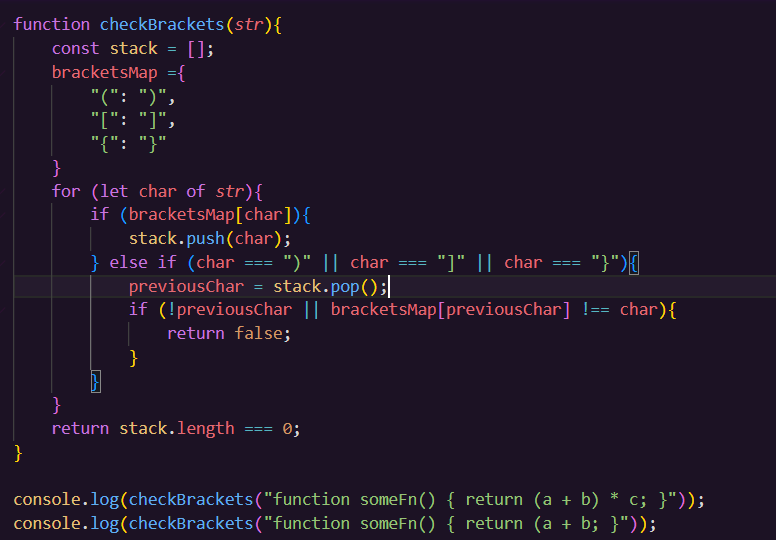 function checkBrackets(str){
    const stack = [];
    bracketsMap ={
        "(": ")",
        "[": "]",
        "{": "}"
    }
    for (let char of str){
        if (bracketsMap[char]){
            stack.push(char);
        } else if (char === ")" || char === "]" || char === "}"){
            previousChar = stack.pop();
            if (!previousChar || bracketsMap[previousChar] !== char){
                return false;
            }
        }
    }
    return stack.length === 0;
}

console.log(checkBrackets("function someFn() { return (a + b) * c; }"));
console.log(checkBrackets("function someFn() { return (a + b; }"));